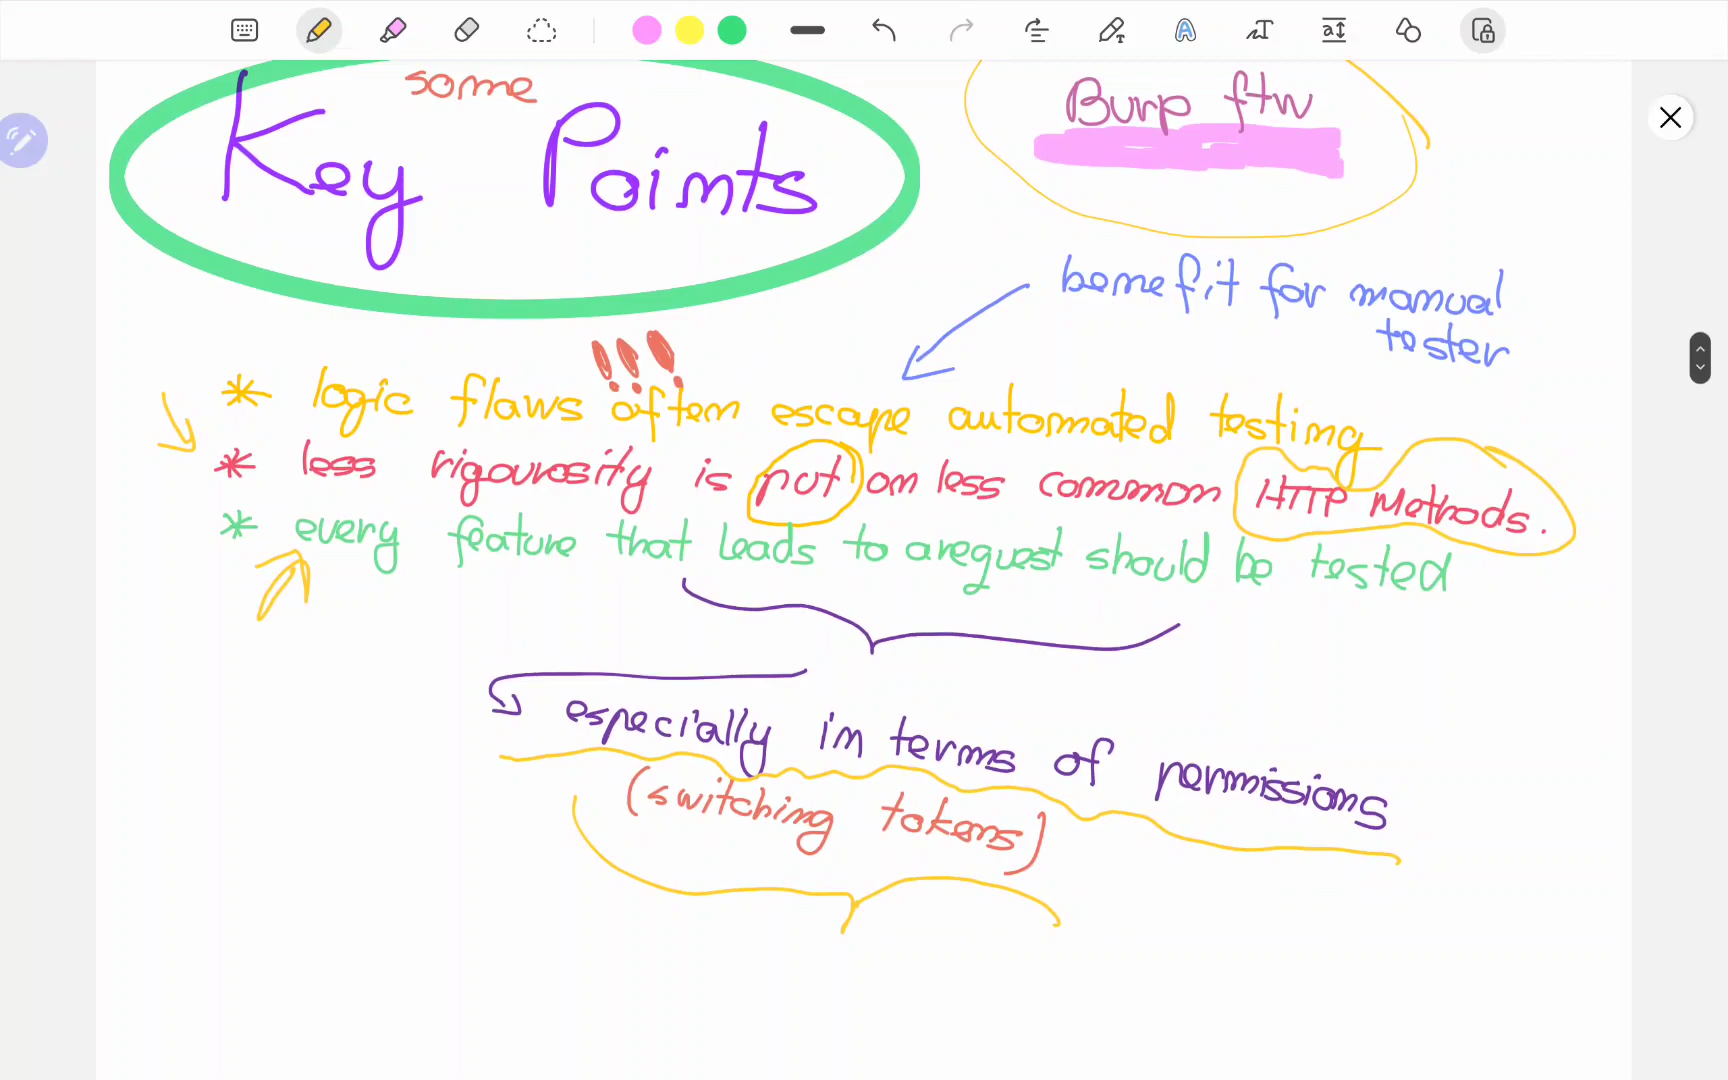 some
Key Points
Burp ftw
benefit for manual
tester
!!!
* logic flaws often escape automated testing
* less rigourosity is not on less common HTTP Methods.
* every feature that leads to a request should be tested
especially in terms of permissions
(switching tokens)